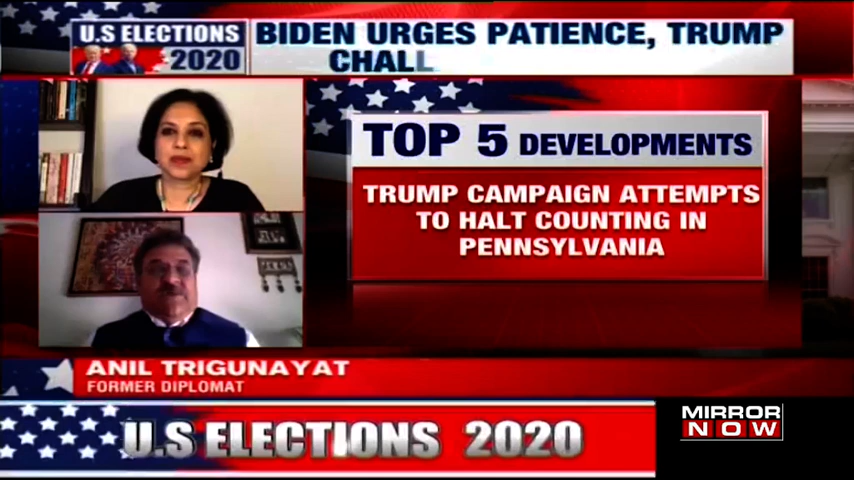 U.S ELECTIONS
2020
BIDEN URGES PATIENCE, TRUMP
CHALL
TOP 5 DEVELOPMENTS
TRUMP CAMPAIGN ATTEMPTS
TO HALT COUNTING IN
PENNSYLVANIA
ANIL TRIGUNAYAT
FORMER DIPLOMAT
U.S ELECTIONS 2020
MIRROR
NOW